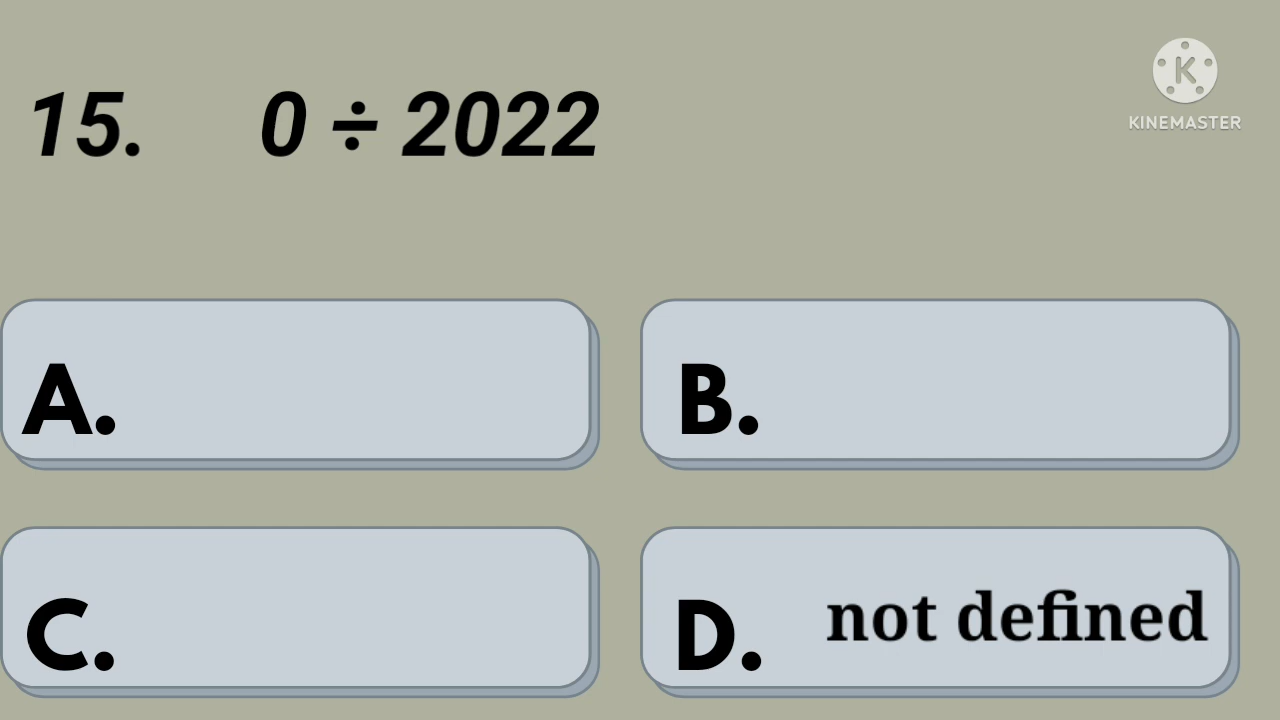 15. 0 ÷ 2022
KINEMASTER
A.
B.
C.
D. not defined